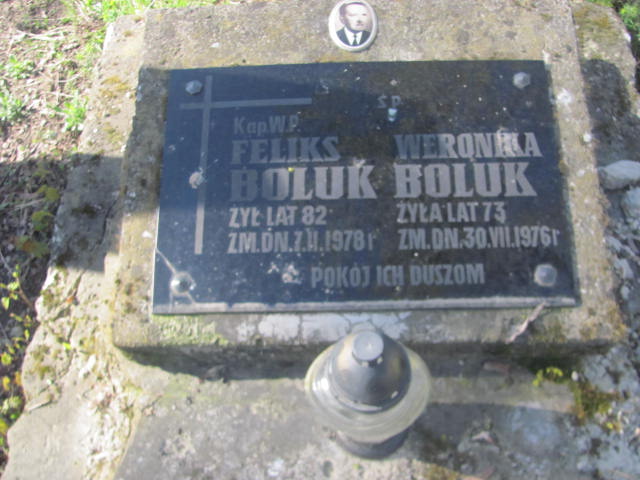 Ś.P.
Kap.W.P.
FELIKS
BOLUK
ŻYŁ LAT 82
ZM.DN.7.II.1978 r
WERONIKA
BOLUK
ŻYŁA LAT 73
ZM.DN.30.VII.1976 r
POKÓJ ICH DUSZOM